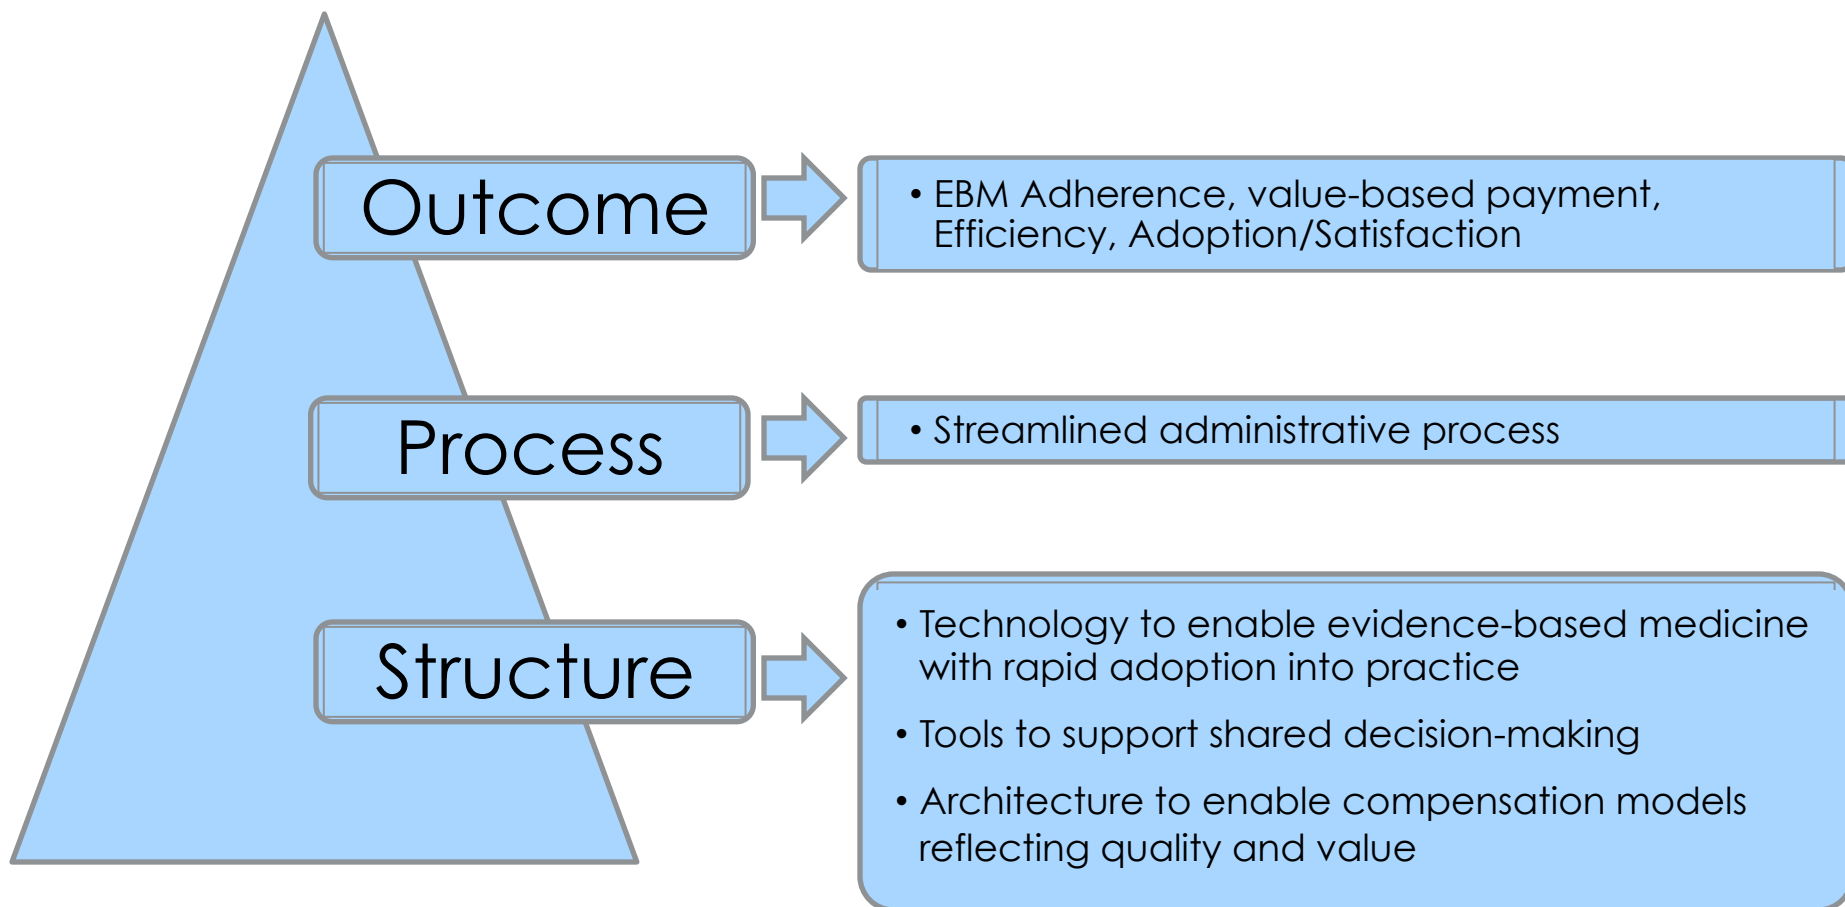 Outcome
• EBM Adherence, value-based payment,
Efficiency, Adoption/Satisfaction
Process
• Streamlined administrative process
Structure
• Technology to enable evidence-based medicine
with rapid adoption into practice
• Tools to support shared decision-making
• Architecture to enable compensation models
reflecting quality and value